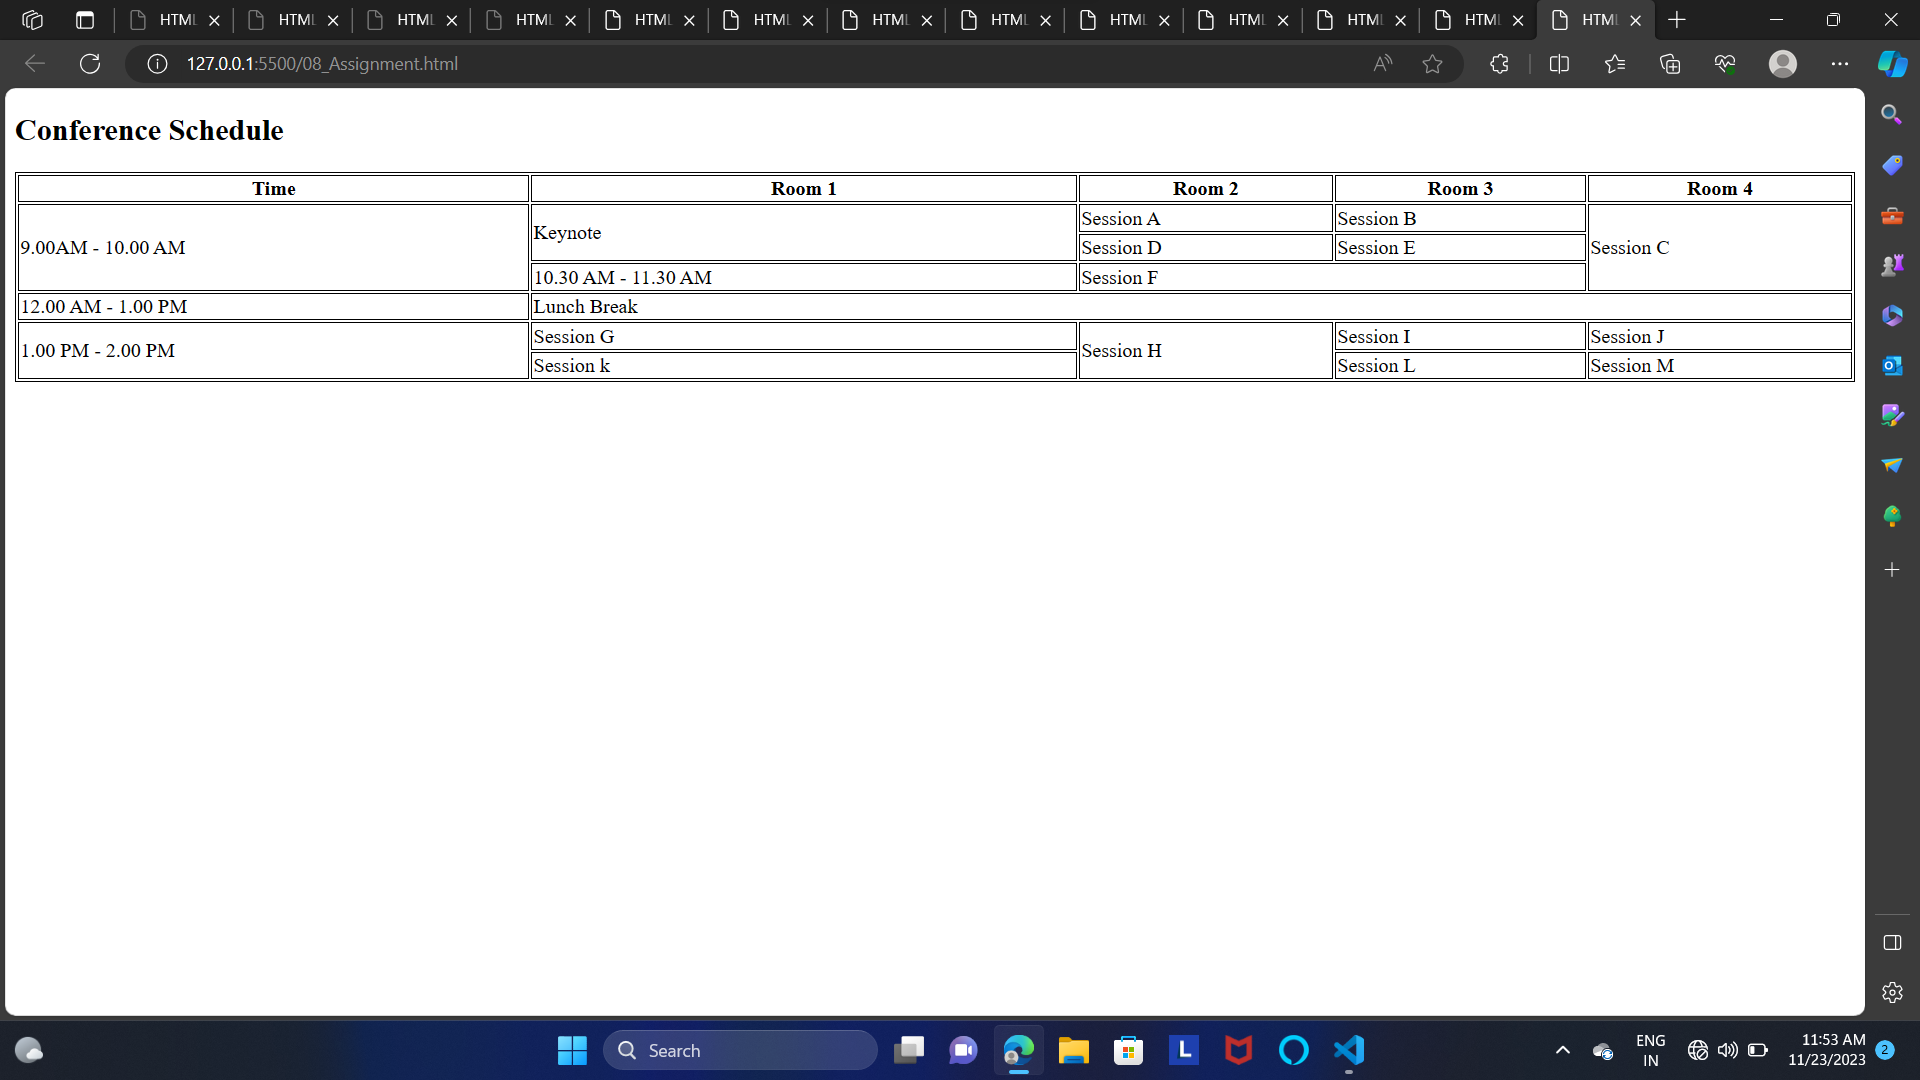 HTML HTML HTML HTML HTML HTML HTML HTML HTML HTML HTML HTML HTML
127.0.0.1:5500/08_Assignment.html
Conference Schedule
Time Room 1 Room 2 Room 3 Room 4
9.00AM - 10.00 AM Keynote Session A Session B Session C
Session D Session E
10.30 AM - 11.30 AM Session F
12.00 AM - 1.00 PM Lunch Break
1.00 PM - 2.00 PM Session G Session H Session I Session J
Session k Session L Session M
Search
L
ENG
IN
11:53 AM
11/23/2023
2